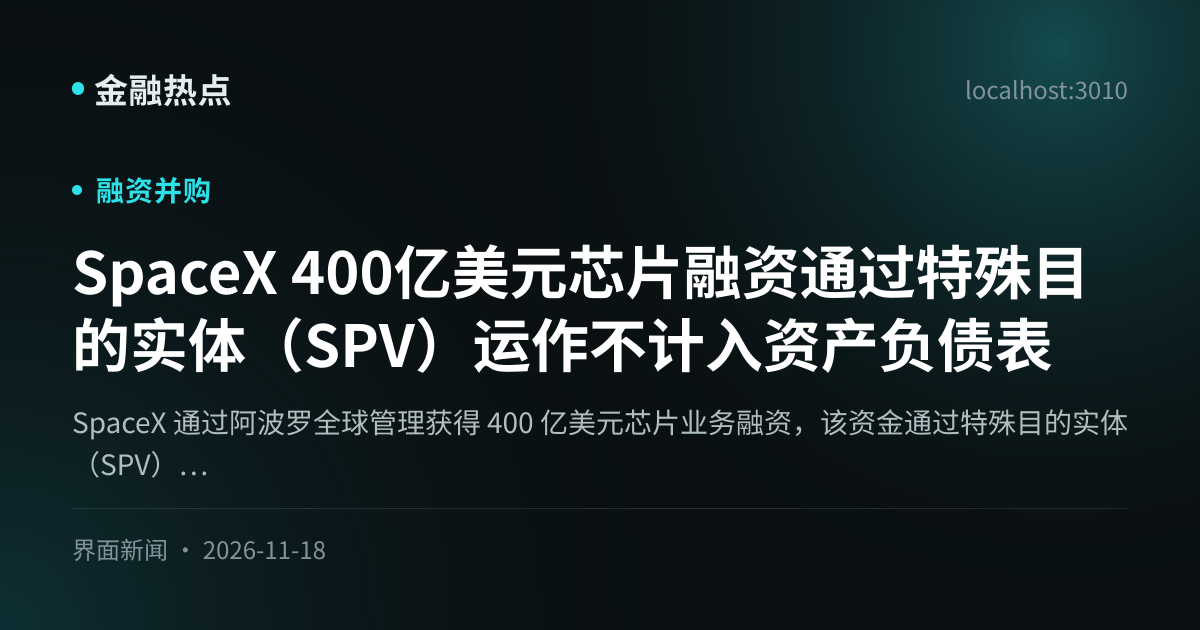 金融热点
localhost:3010
融资并购
SpaceX 400亿美元芯片融资通过特殊目
的实体（SPV）运作不计入资产负债表
SpaceX 通过阿波罗全球管理获得 400 亿美元芯片业务融资，该资金通过特殊目的实体
（SPV）…
界面新闻 • 2026-11-18